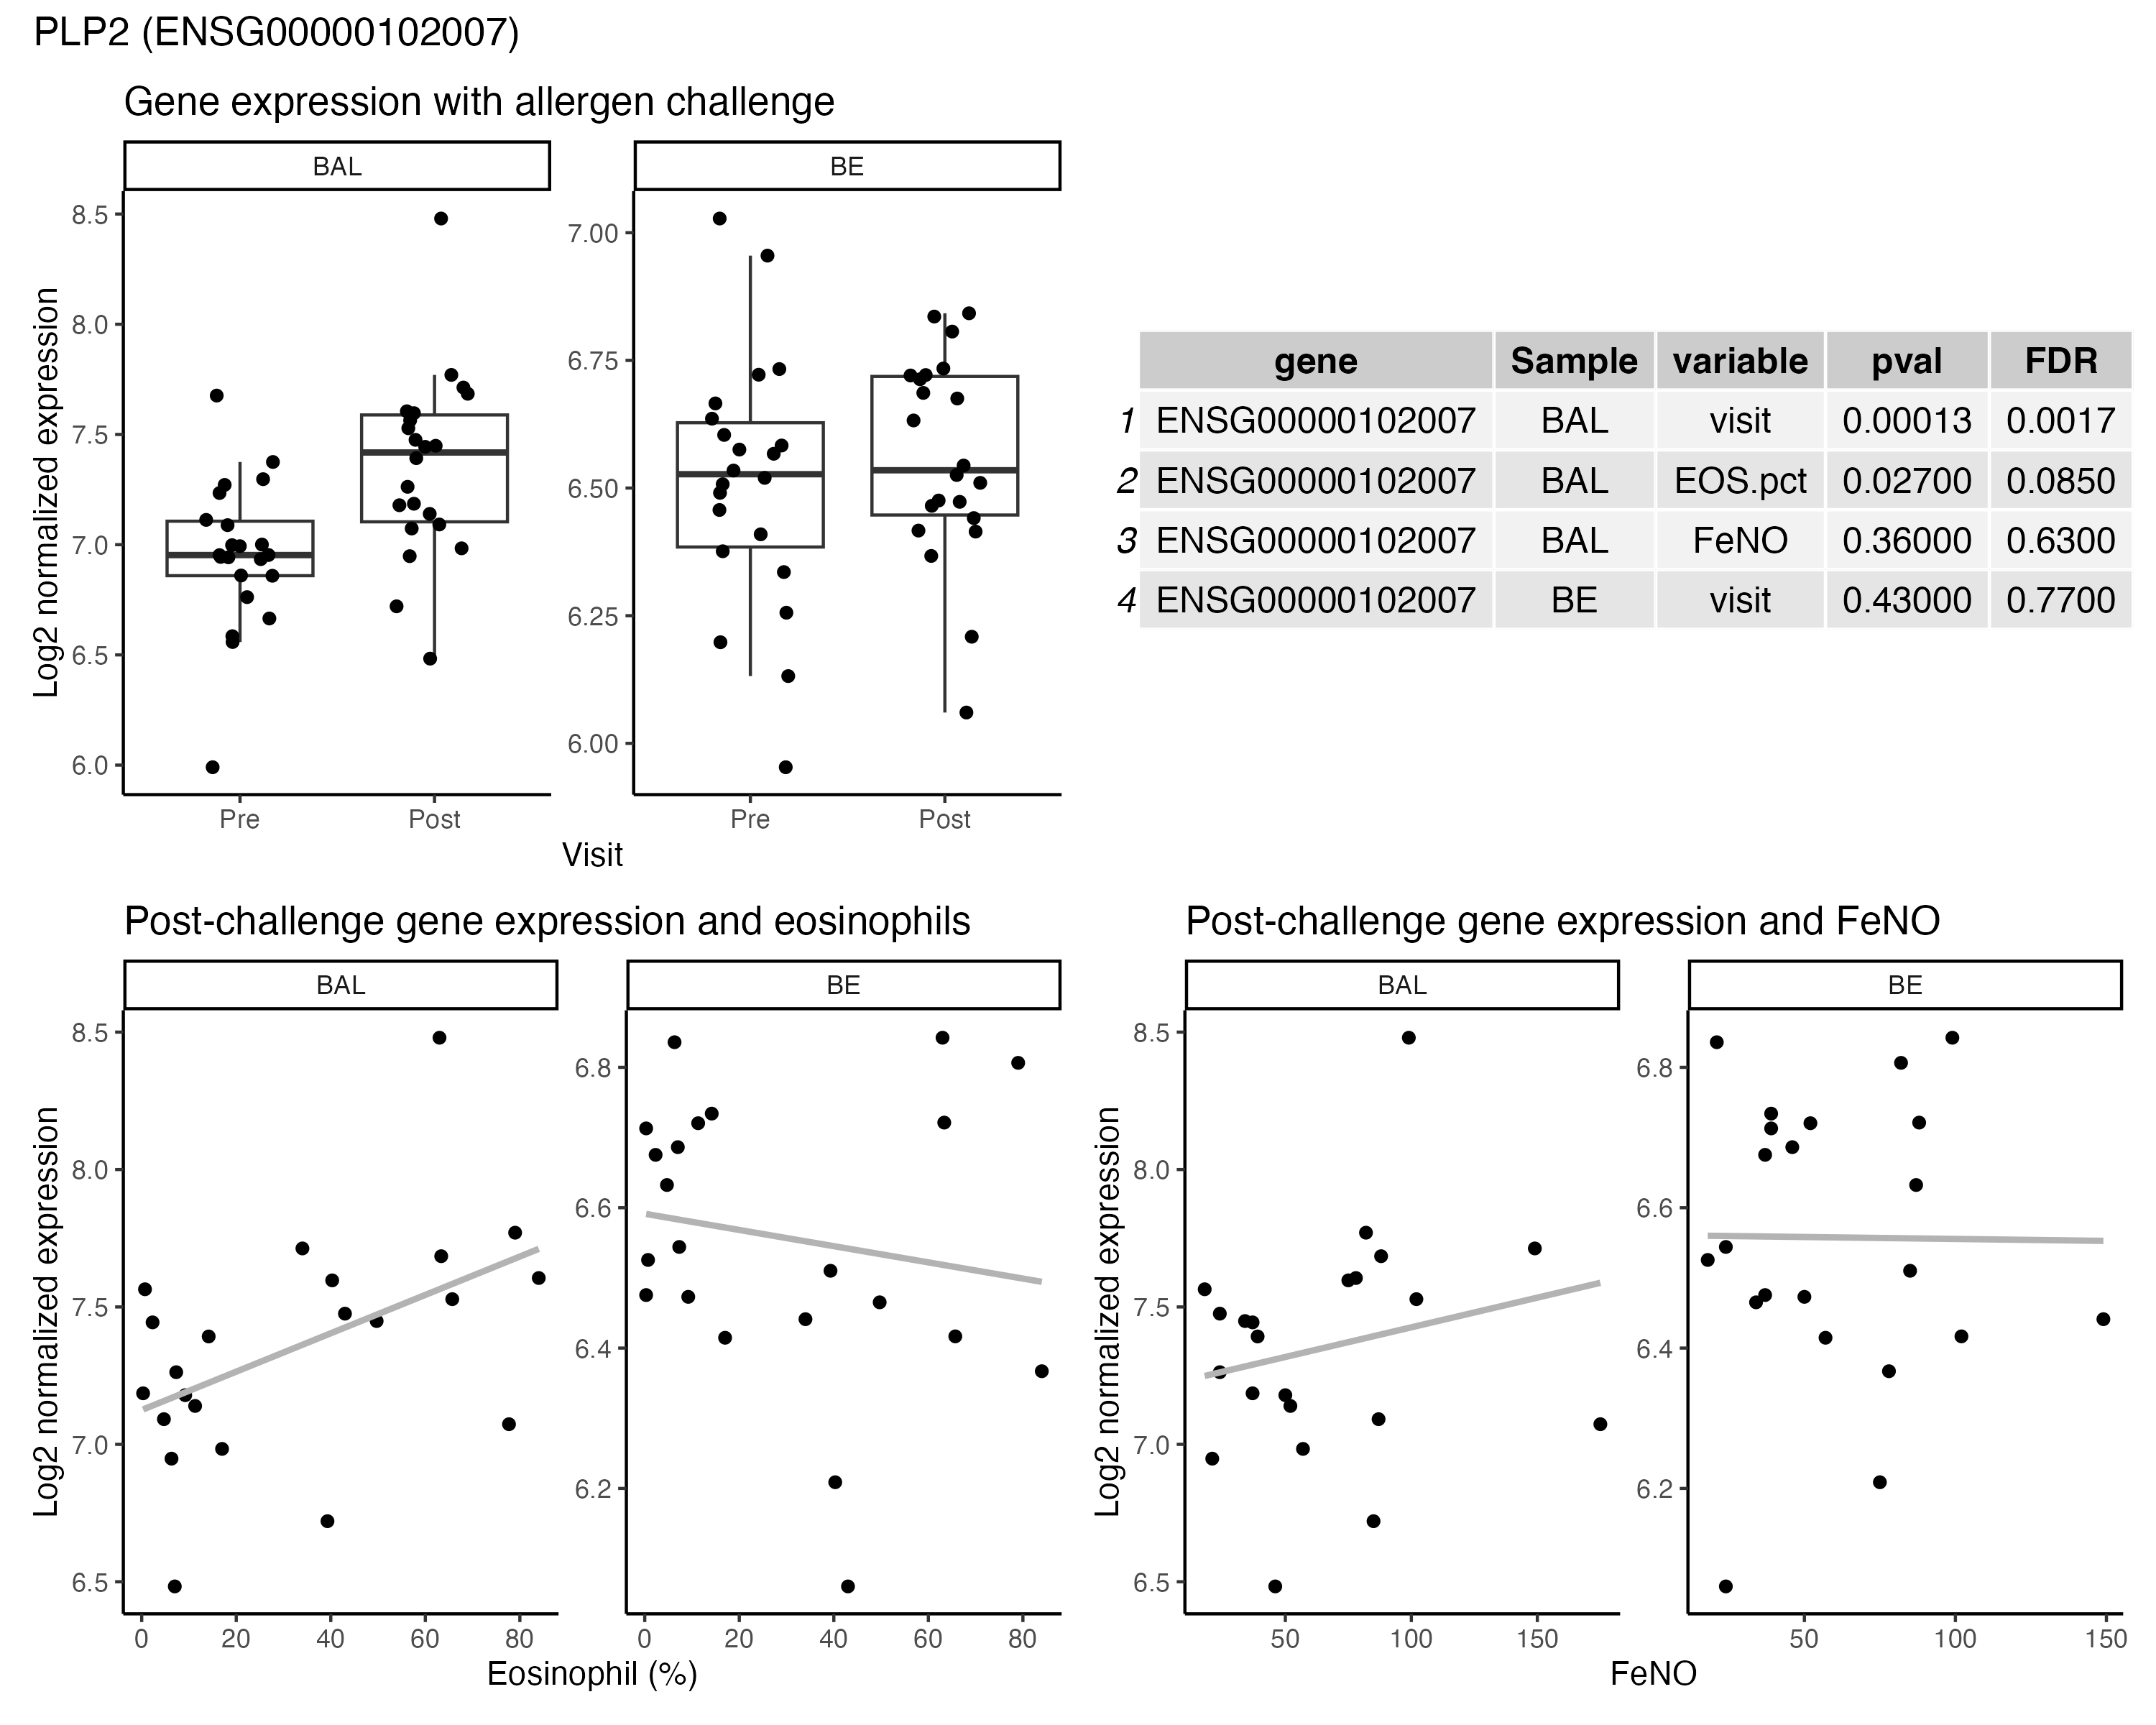 PLP2 (ENSG00000102007)
Gene expression with allergen challenge
BAL
BE
Log2 normalized expression
8.5
8.0
7.5
7.0
6.5
6.0
7.00
6.75
6.50
6.25
6.00
Pre
Post
Pre
Post
Visit
gene Sample variable pval FDR
1 ENSG00000102007 BAL visit 0.00013 0.0017
2 ENSG00000102007 BAL EOS.pct 0.02700 0.0850
3 ENSG00000102007 BAL FeNO 0.36000 0.6300
4 ENSG00000102007 BE visit 0.43000 0.7700
Post-challenge gene expression and eosinophils
BAL
BE
Log2 normalized expression
8.5
8.0
7.5
7.0
6.5
6.8
6.6
6.4
6.2
0 20 40 60 80
0 20 40 60 80
Eosinophil (%)
Post-challenge gene expression and FeNO
BAL
BE
Log2 normalized expression
8.5
8.0
7.5
7.0
6.5
6.8
6.6
6.4
6.2
50 100 150
50 100 150
FeNO